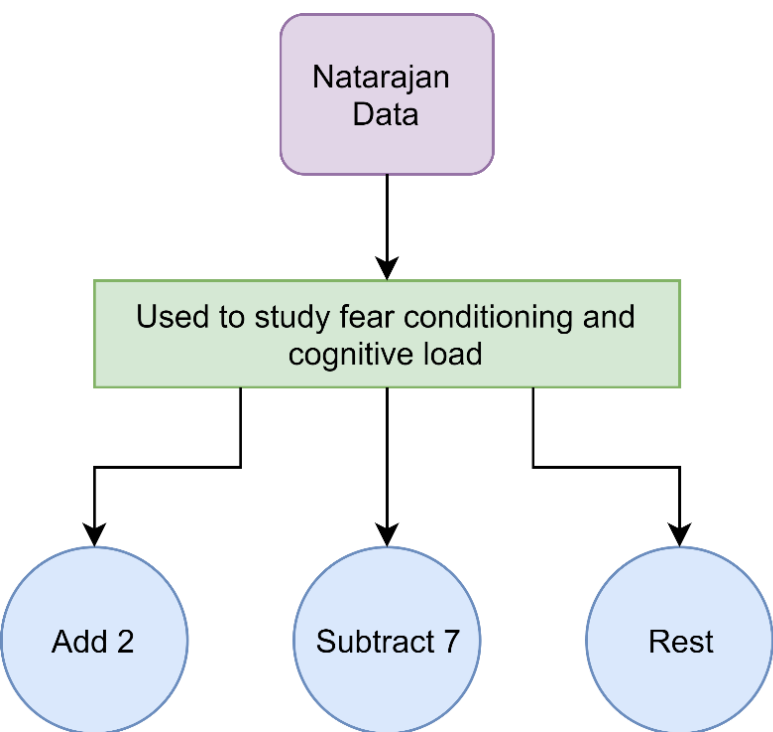 Natarajan
Data
Used to study fear conditioning and
cognitive load
Add 2
Subtract 7
Rest